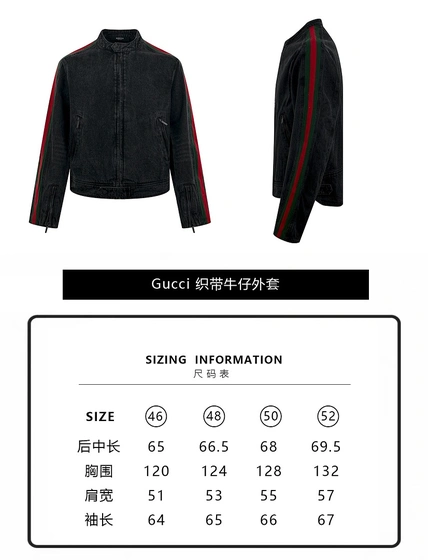 Gucci 织带牛仔外套
SIZING INFORMATION
尺码表
SIZE 46 48 50 52
后中长 65 66.5 68 69.5
胸围 120 124 128 132
肩宽 51 53 55 57
袖长 64 65 66 67